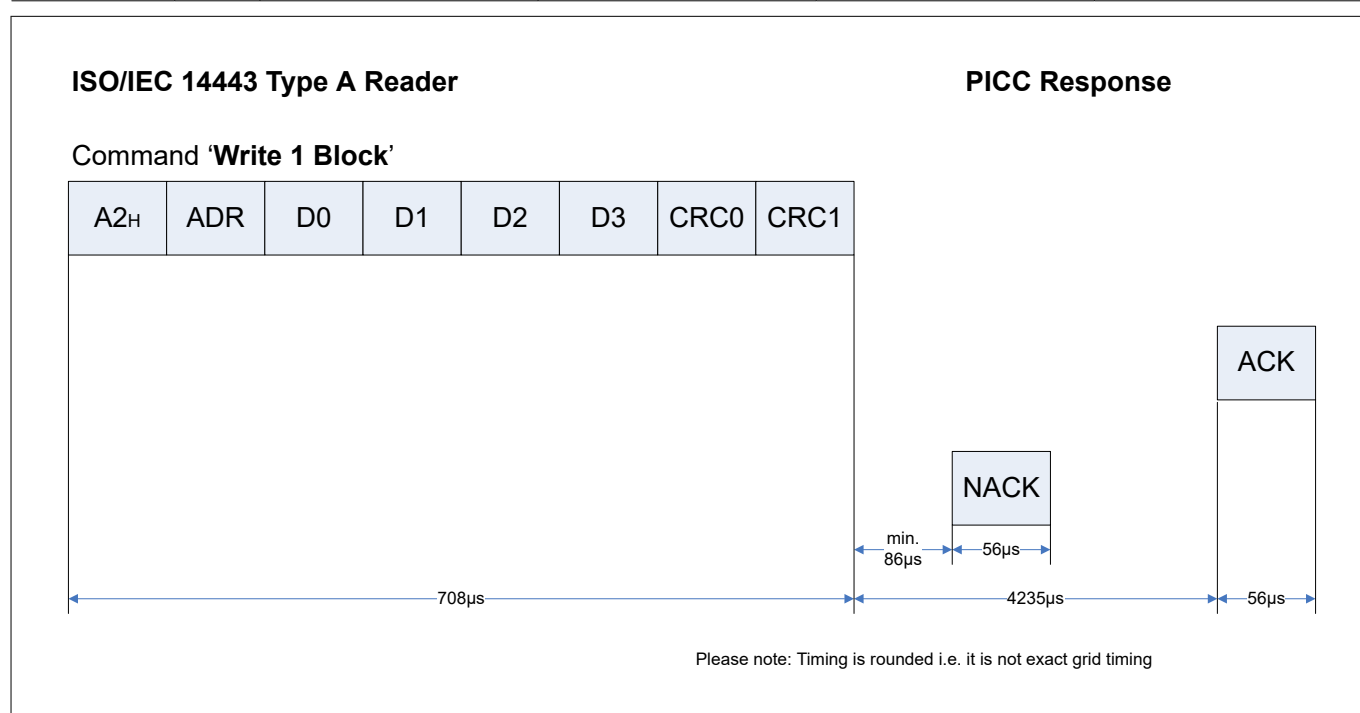 ISO/IEC 14443 Type A Reader
PICC Response
Command ‘Write 1 Block’
A2H ADR D0 D1 D2 D3 CRC0 CRC1
ACK
NACK
min.
86µs
56µs
708µs
4235µs
56µs
Please note: Timing is rounded i.e. it is not exact grid timing